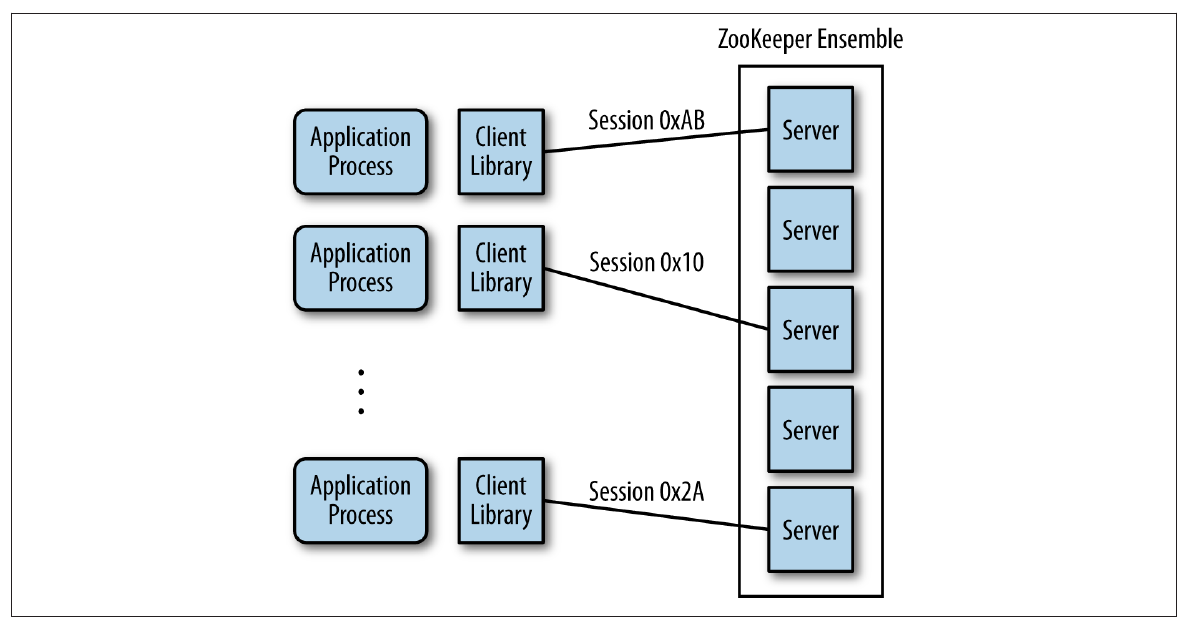 ZooKeeper Ensemble
Application
Process
Client
Library
Session 0xAB
Server
Server
Application
Process
Client
Library
Session 0x10
Server
Server
Application
Process
Client
Library
Session 0x2A
Server